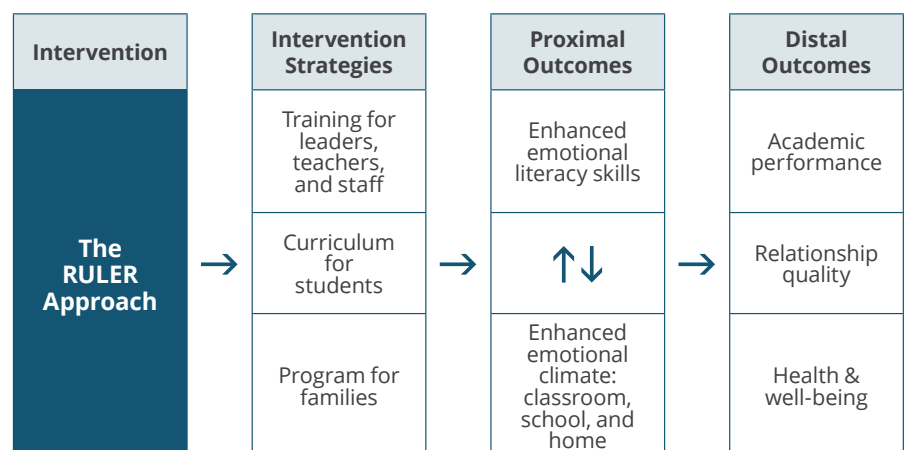 Intervention
The
RULER
Approach
→
Intervention
Strategies
Training for
leaders,
teachers,
and staff
Curriculum
for
students
Program for
families
→
Proximal
Outcomes
Enhanced
emotional
literacy skills
↑↓
Enhanced
emotional
climate:
classroom,
school, and
home
→
Distal
Outcomes
Academic
performance
Relationship
quality
Health &
well-being